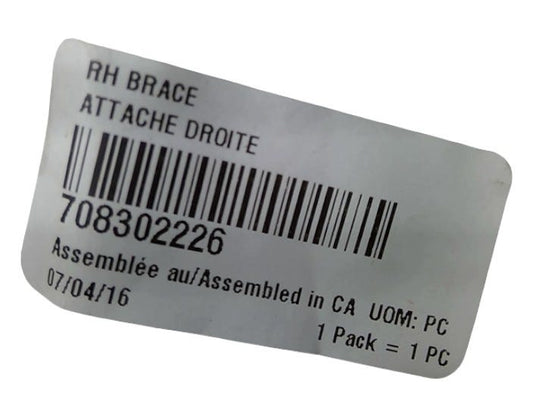 RH BRACE
ATTACHE DROITE
708302226
Assemblée au/Assembled in CA UOM: PC
07/04/16
1 Pack = 1 PC